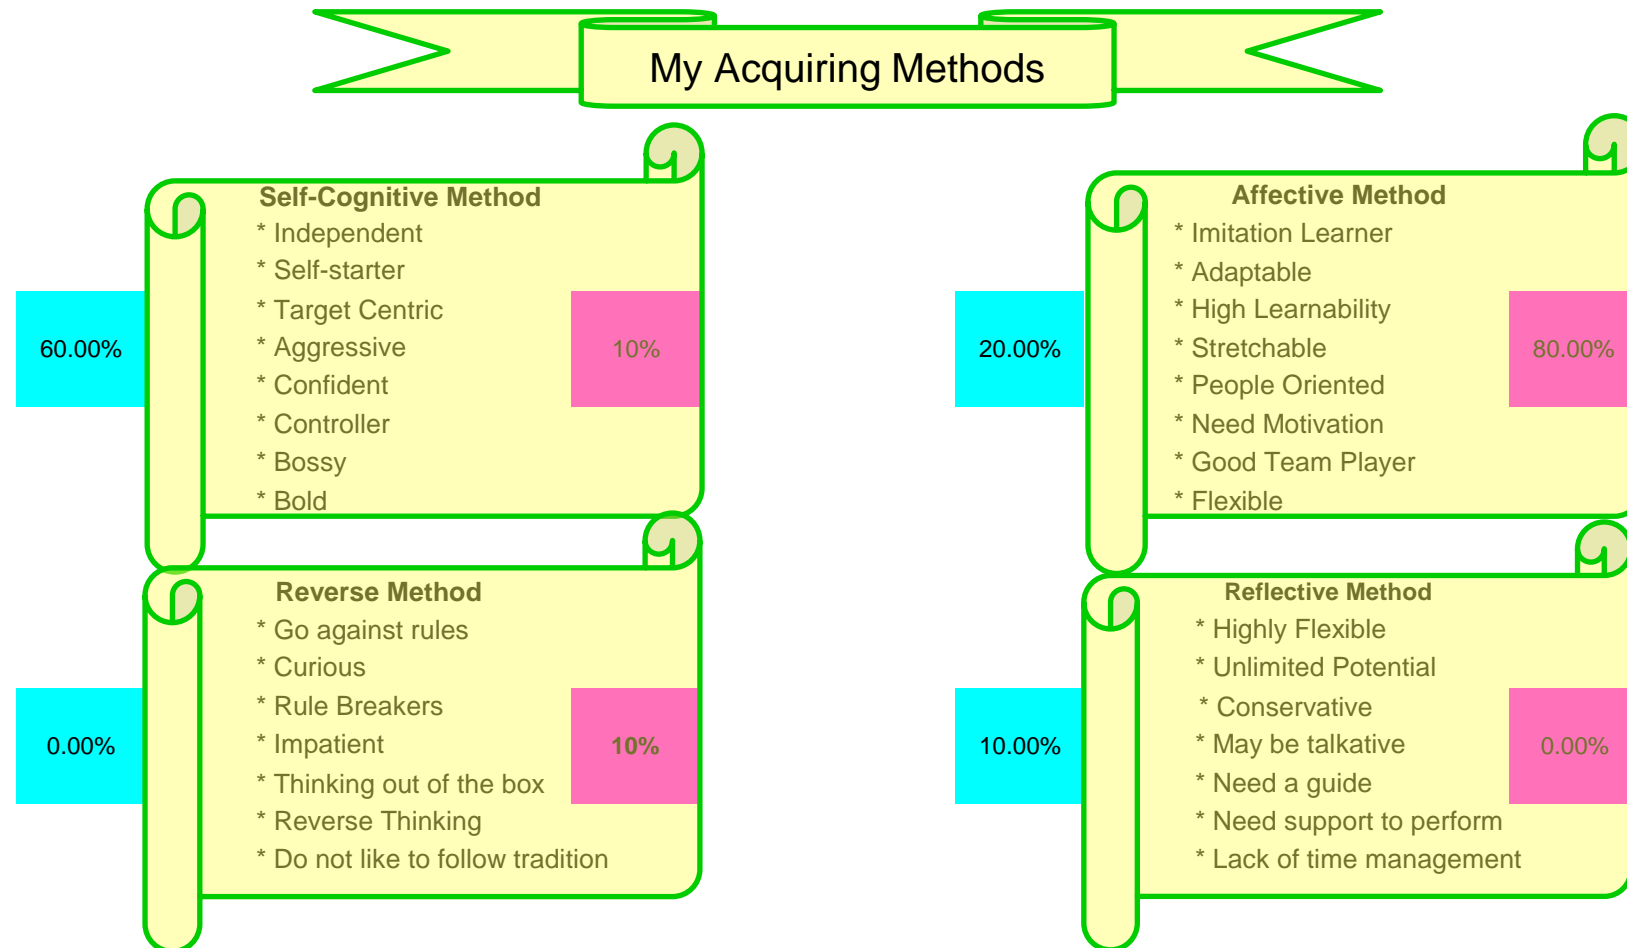 My Acquiring Methods
Self-Cognitive Method
* Independent
* Self-starter
* Target Centric
* Aggressive
* Confident
* Controller
* Bossy
* Bold
60.00%
10%
Affective Method
* Imitation Learner
* Adaptable
* High Learnability
* Stretchable
* People Oriented
* Need Motivation
* Good Team Player
* Flexible
20.00%
80.00%
Reverse Method
* Go against rules
* Curious
* Rule Breakers
* Impatient
* Thinking out of the box
* Reverse Thinking
* Do not like to follow tradition
0.00%
10%
Reflective Method
* Highly Flexible
* Unlimited Potential
* Conservative
* May be talkative
* Need a guide
* Need support to perform
* Lack of time management
10.00%
0.00%